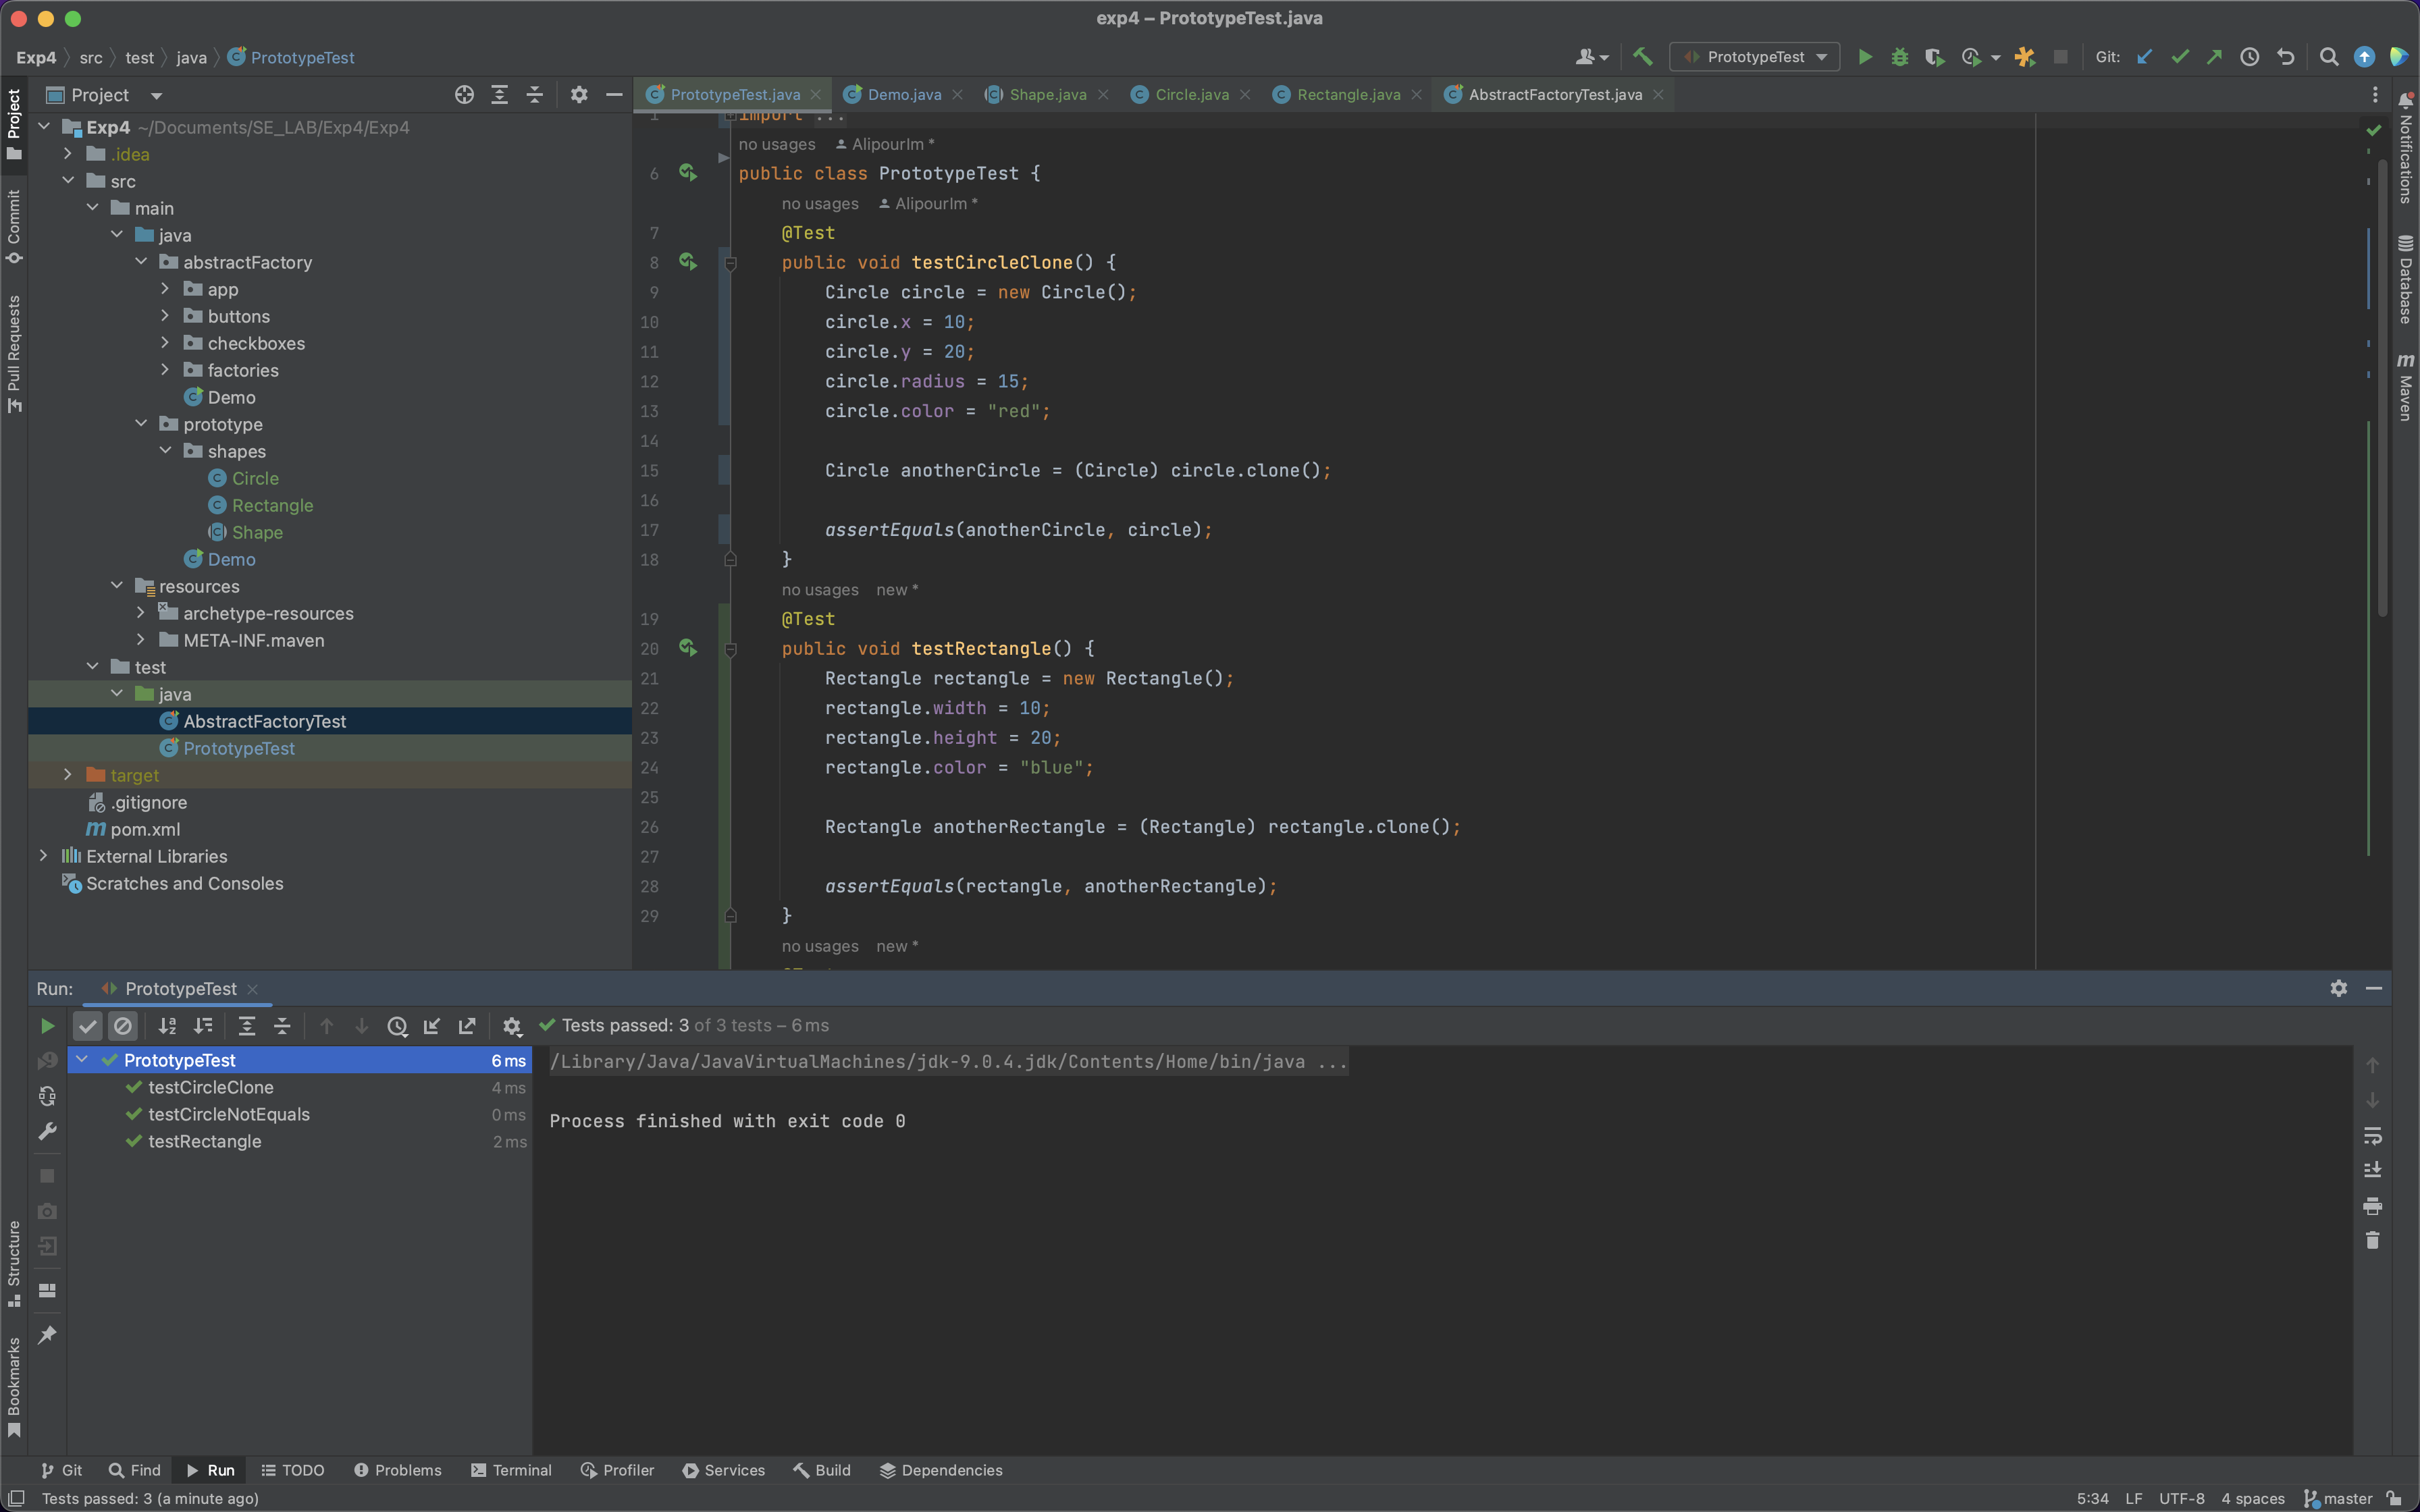 exp4 – PrototypeTest.java
Exp4 src test java PrototypeTest
PrototypeTest Git:
Project
PrototypeTest.java Demo.java Shape.java Circle.java Rectangle.java AbstractFactoryTest.java
Project
Commit
Pull Requests
Structure
Bookmarks
Exp4 ~/Documents/SE_LAB/Exp4/Exp4
.idea
src
main
java
abstractFactory
app
buttons
checkboxes
factories
Demo
prototype
shapes
Circle
Rectangle
Shape
Demo
resources
archetype-resources
META-INF.maven
test
java
AbstractFactoryTest
PrototypeTest
target
.gitignore
pom.xml
External Libraries
Scratches and Consoles
1 import ...
no usages AlipourIm *
6 public class PrototypeTest {
no usages AlipourIm *
7 @Test
8 public void testCircleClone() {
9 Circle circle = new Circle();
10 circle.x = 10;
11 circle.y = 20;
12 circle.radius = 15;
13 circle.color = "red";
14
15 Circle anotherCircle = (Circle) circle.clone();
16
17 assertEquals(anotherCircle, circle);
18 }
no usages new *
19 @Test
20 public void testRectangle() {
21 Rectangle rectangle = new Rectangle();
22 rectangle.width = 10;
23 rectangle.height = 20;
24 rectangle.color = "blue";
25
26 Rectangle anotherRectangle = (Rectangle) rectangle.clone();
27
28 assertEquals(rectangle, anotherRectangle);
29 }
no usages new *
Notifications
Database
m Maven
Run: PrototypeTest
Tests passed: 3 of 3 tests – 6 ms
PrototypeTest 6 ms
testCircleClone 4 ms
testCircleNotEquals 0 ms
testRectangle 2 ms
/Library/Java/JavaVirtualMachines/jdk-9.0.4.jdk/Contents/Home/bin/java ...
Process finished with exit code 0
Git Find Run TODO Problems Terminal Profiler Services Build Dependencies
Tests passed: 3 (a minute ago) 5:34 LF UTF-8 4 spaces master